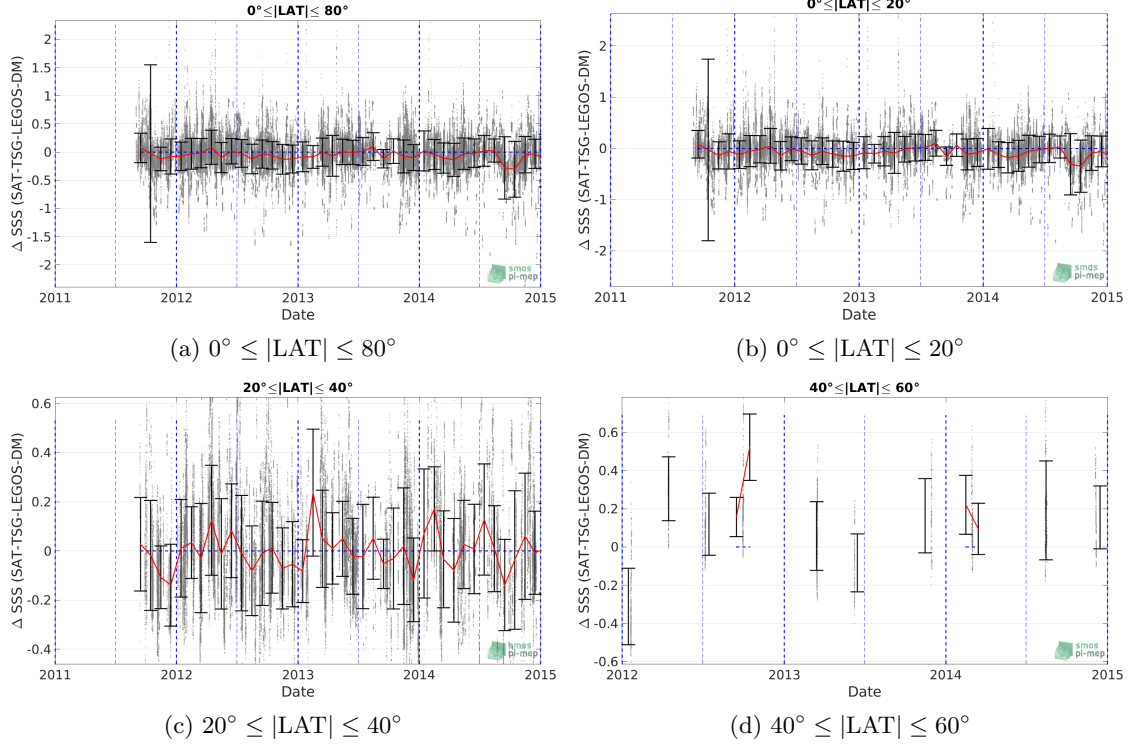 0°≤|LAT|≤ 80°
Δ SSS (SAT-TSG-LEGOS-DM)
2
1.5
1
0.5
0
-0.5
-1
-1.5
-2
2011
2012
2013
2014
2015
Date
smos
pi-mep
(a) 0° ≤ |LAT| ≤ 80°
0°≤|LAT|≤ 20°
Δ SSS (SAT-TSG-LEGOS-DM)
2
1
0
-1
-2
2011
2012
2013
2014
2015
Date
smos
pi-mep
(b) 0° ≤ |LAT| ≤ 20°
20°≤|LAT|≤ 40°
Δ SSS (SAT-TSG-LEGOS-DM)
0.6
0.4
0.2
0
-0.2
-0.4
2011
2012
2013
2014
2015
Date
smos
pi-mep
(c) 20° ≤ |LAT| ≤ 40°
40°≤|LAT|≤ 60°
Δ SSS (SAT-TSG-LEGOS-DM)
0.6
0.4
0.2
0
-0.2
-0.4
-0.6
2012
2013
2014
2015
Date
smos
pi-mep
(d) 40° ≤ |LAT| ≤ 60°